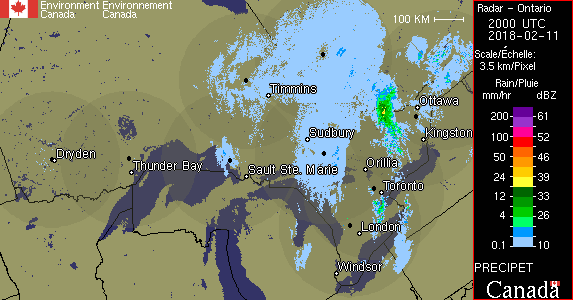 Environment Environnement
Canada Canada
100 KM
Timmins
Ottawa
Sudbury
Kingston
Dryden
Thunder Bay
Sault Ste. Marie
Orillia
Toronto
London
Windsor
Radar - Ontario
2000 UTC
2018-02-11
Scale/Échelle:
3.5 km/Pixel
Rain/Pluie
mm/hr dBZ
200 61
100 52
50 46
24 39
12 33
4 26
0.1 10
PRECIPET
Canada